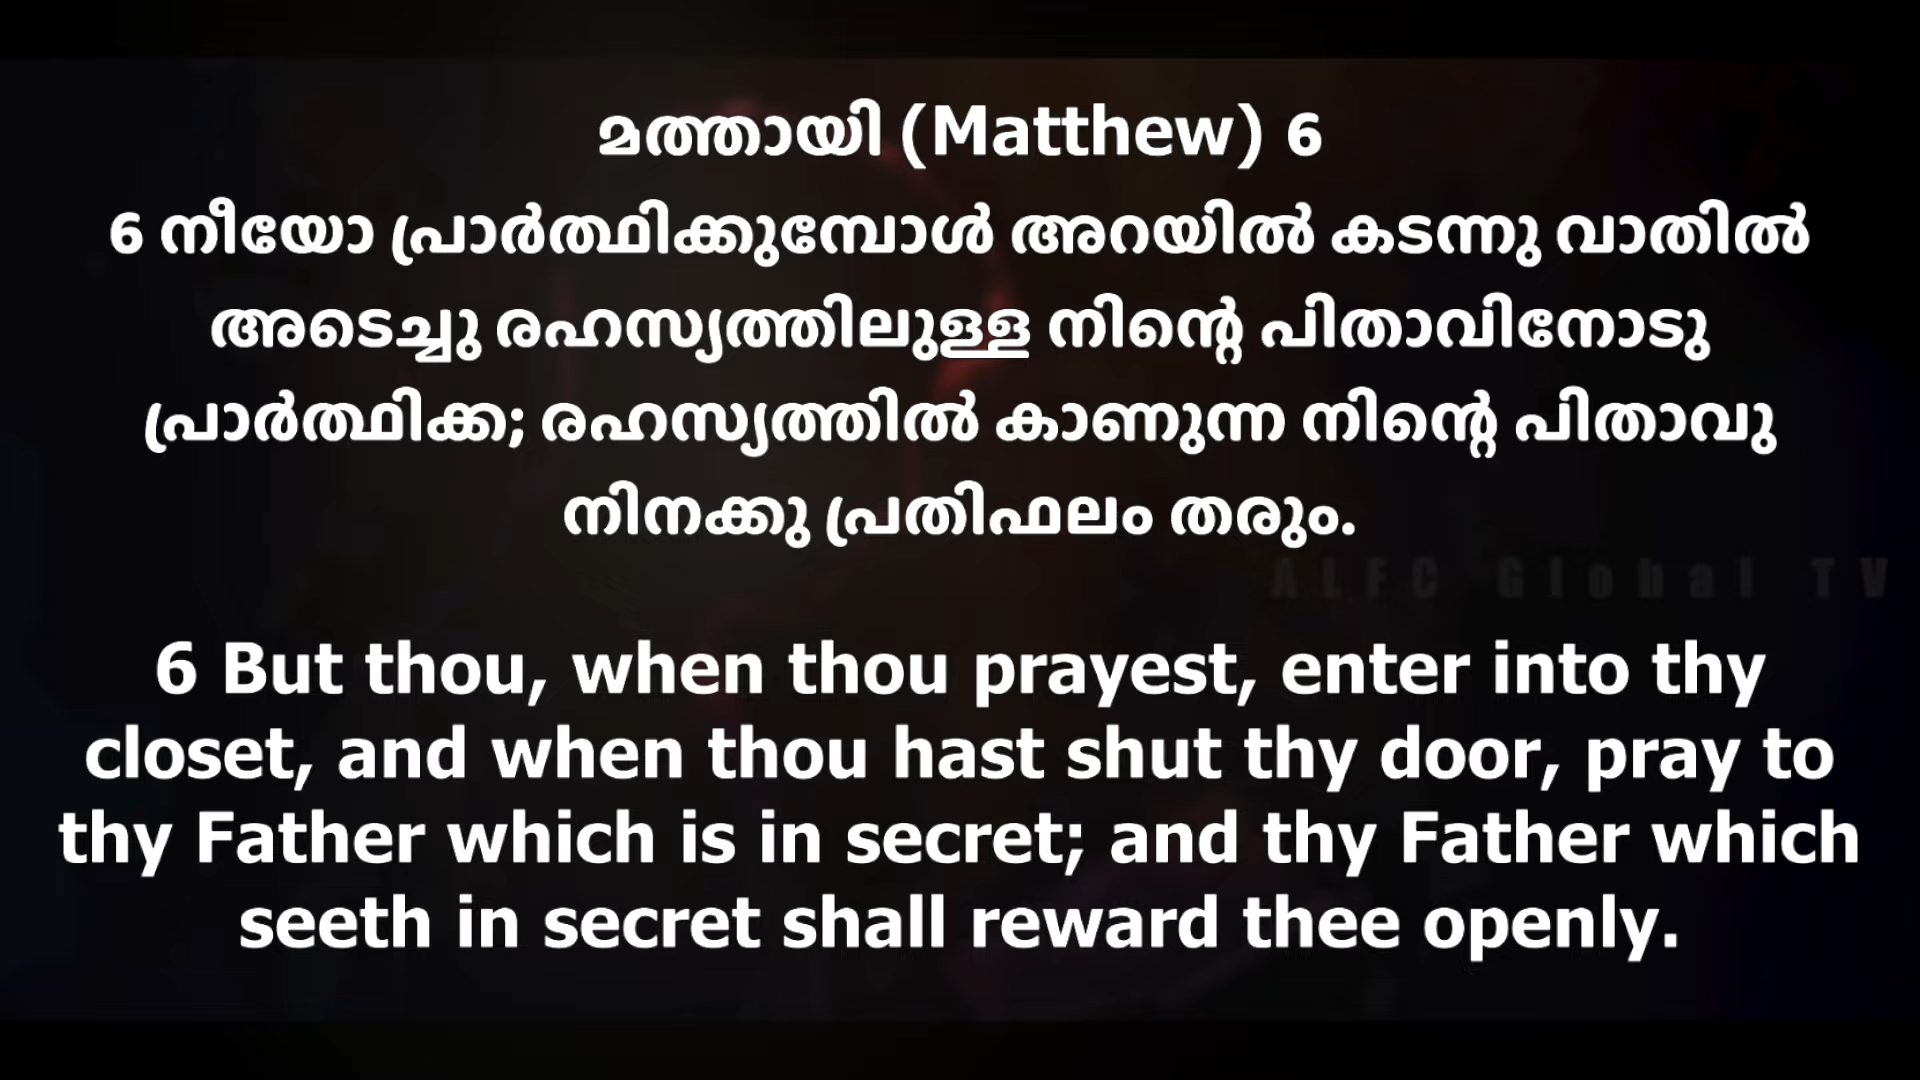 മത്തായി (Matthew) 6
6 നീയോ പ്രാർത്ഥിക്കുമ്പോൾ അറയിൽ കടന്നു വാതിൽ
അടെച്ചു രഹസ്യത്തിലുള്ള നിന്റെ പിതാവിനോടു
പ്രാർത്ഥിക്ക; രഹസ്യത്തിൽ കാണുന്ന നിന്റെ പിതാവു
നിനക്കു പ്രതിഫലം തരും.
ALFC Global TV
6 But thou, when thou prayest, enter into thy
closet, and when thou hast shut thy door, pray to
thy Father which is in secret; and thy Father which
seeth in secret shall reward thee openly.